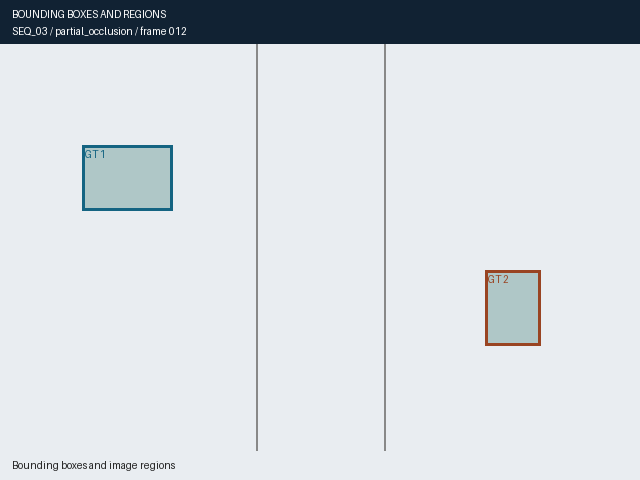 BOUNDING BOXES AND REGIONS
SEQ_03 / partial_occlusion / frame 012
GT1
GT2
Bounding boxes and image regions